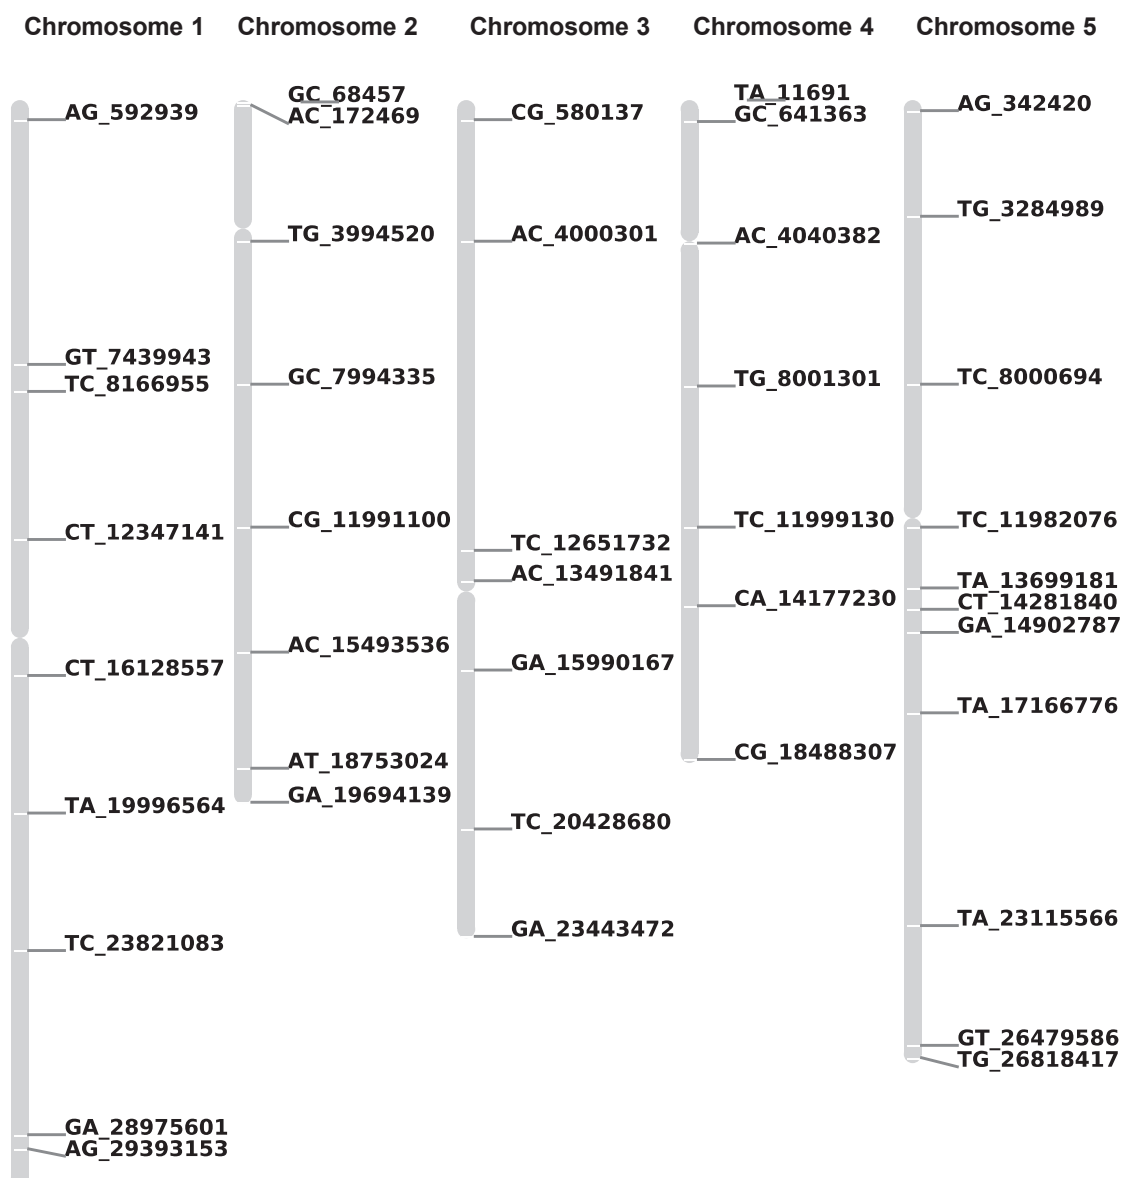 Chromosome 1
AG_592939
GT_7439943
TC_8166955
CT_12347141
CT_16128557
TA_19996564
TC_23821083
GA_28975601
AG_29393153
Chromosome 2
GC_68457
AC_172469
TG_3994520
GC_7994335
CG_11991100
AC_15493536
AT_18753024
GA_19694139
Chromosome 3
CG_580137
AC_4000301
TC_12651732
AC_13491841
GA_15990167
TC_20428680
GA_23443472
Chromosome 4
TA_11691
GC_641363
AC_4040382
TG_8001301
TC_11999130
CA_14177230
CG_18488307
Chromosome 5
AG_342420
TG_3284989
TC_8000694
TC_11982076
TA_13699181
CT_14281840
GA_14902787
TA_17166776
TA_23115566
GT_26479586
TG_26818417